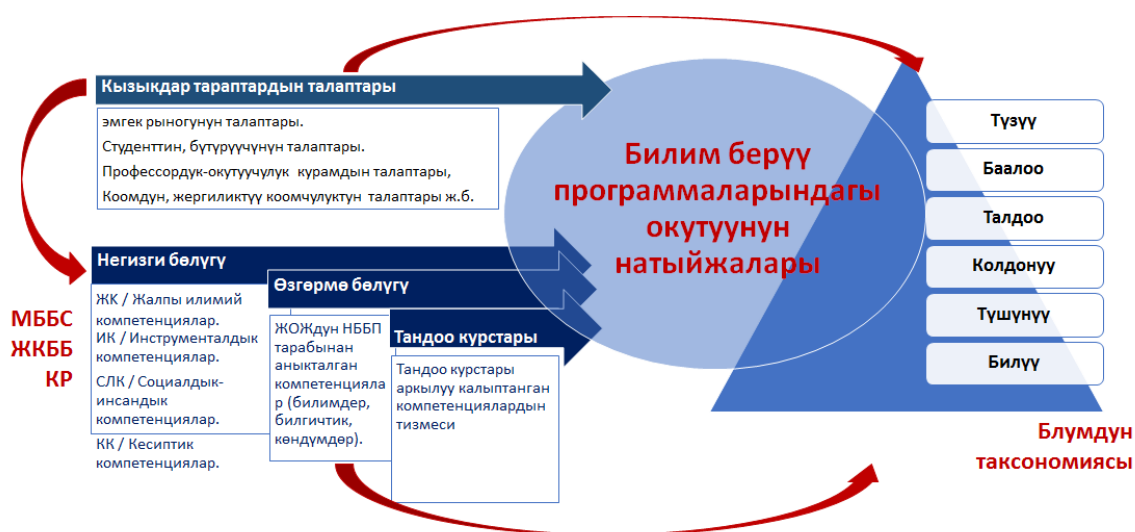 Кызыкдар тараптардын талаптары
эмгек рыногунун талаптары.
Студенттин, бүтүрүүчүнүн талаптары.
Профессордук-окутуучулук курамдын талаптары,
Коомдун, жергиликтүү коомчулуктун талаптары ж.б.
Негизги бөлүгү
ЖК / Жалпы илимий
компетенциялар.
ИК / Инструменталдык
компетенциялар.
СЛК / Социалдык-
инсандык
компетенциялар.
КК / Кесиптик
компетенциялар.
Өзгөрмө бөлүгү
ЖОЖдун НББП
тарабынан
аныкталган
компетенцияла
р (билимдер,
билгичтик,
көндүмдөр).
Тандоо курстары
Тандоо курстары
аркылуу калыптанган
компетенциялардын
тизмеси
МББС
ЖКББ
КР
Билим берүү
программаларындагы
окутуунун
натыйжалары
Түзүү
Баалоо
Талдоо
Колдонуу
Түшүнүү
Билүү
Блумдун
таксономиясы